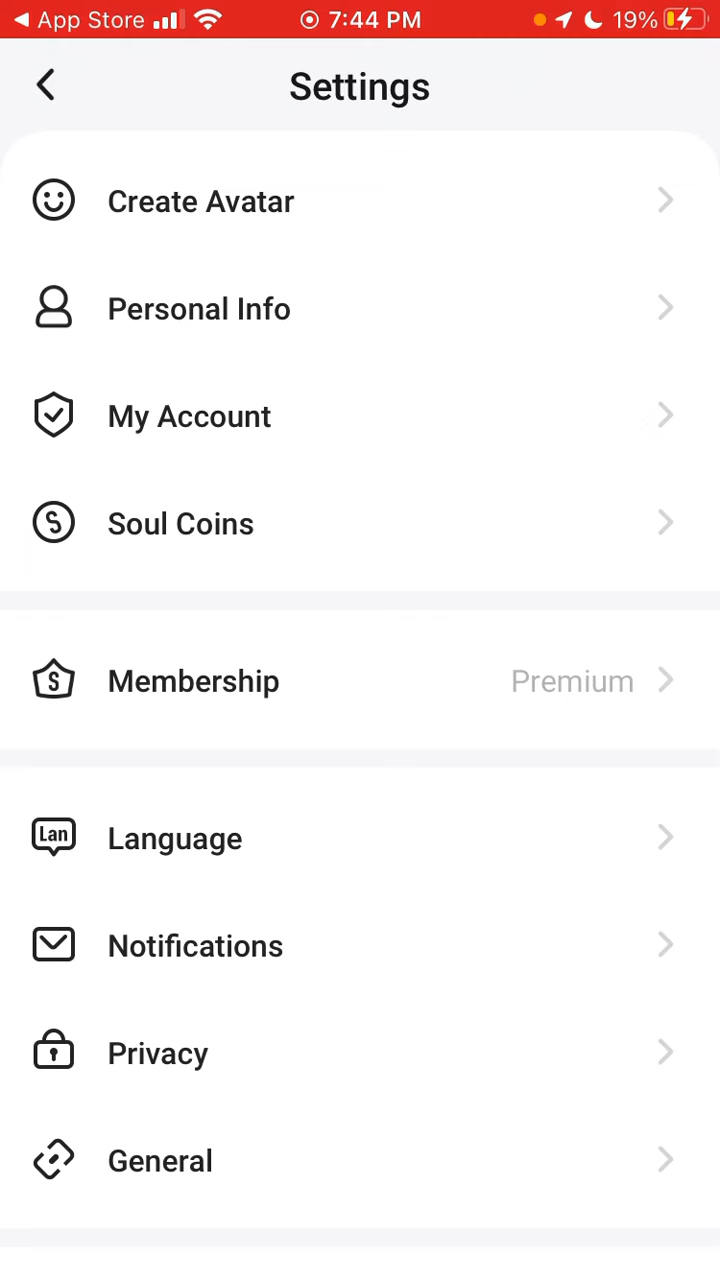 App Store 7:44 PM 19%
Settings
Create Avatar
Personal Info
My Account
Soul Coins
Membership Premium
Lan Language
Notifications
Privacy
General